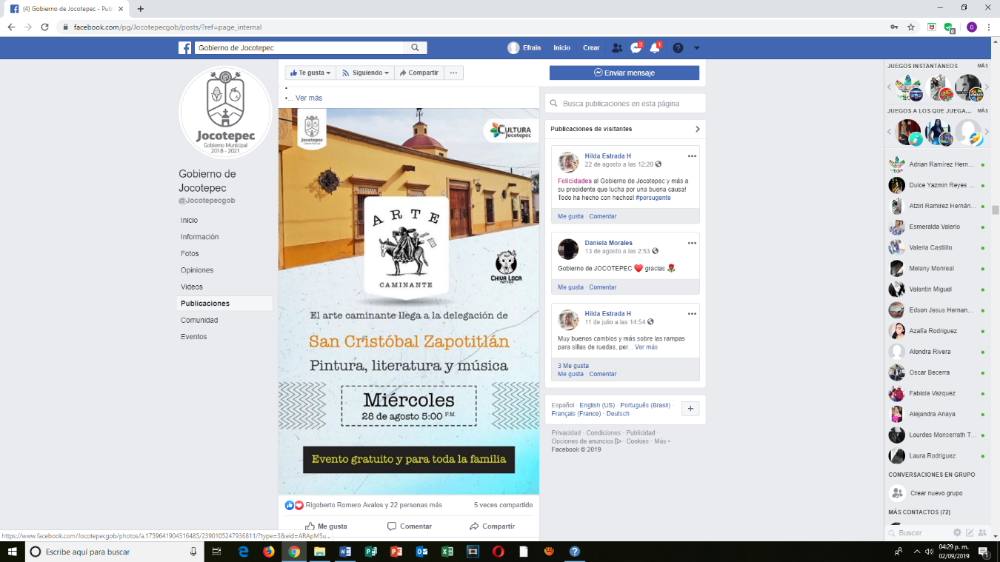 (4) Gobierno de Jocotepec - Pub
facebook.com/pg/Jocotepecgob/posts/?ref=page_internal
G
Gobierno de Jocotepec
Efrain
Inicio
Crear
3
1
Te gusta
Siguiendo
Compartir
Enviar mensaje
Jocotepec
Gobierno Municipal
2018 - 2021
Gobierno de
Jocotepec
@Jocotepecgob
Inicio
Información
Fotos
Opiniones
Videos
Publicaciones
Comunidad
Eventos
•
•... Ver más
Jocotepec
CULTURA
Jocotepec
ARTE
CAMINANTE
CHIVA LOCA
TATTOO
El arte caminante llega a la delegación de
San Cristóbal Zapotitlán
Pintura, literatura y música
Miércoles
28 de agosto 5:00 P.M.
Evento gratuito y para toda la familia
Rigoberto Romero Avalos y 22 personas más
5 veces compartido
Me gusta
Comentar
Compartir
Busca publicaciones en esta página
Publicaciones de visitantes
Hilda Estrada H
22 de agosto a las 12:20
Felicidades al Gobierno de Jocotepec y más a
su presidente que lucha por una buena causa!
Todo ha hecho con hechos! #porsugente
Me gusta · Comentar
Daniela Morales
13 de agosto a las 2:53
Gobierno de JOCOTEPEC ❤️ gracias 🌹
Me gusta · Comentar
Hilda Estrada H
11 de julio a las 14:54
Muy buenos cambios y más sobre las rampas
para sillas de ruedas, per... Ver más
3 Me gusta
Me gusta · Comentar
Español · English (US) · Português (Brasil)
Français (France) · Deutsch
Privacidad · Condiciones · Publicidad ·
Opciones de anuncios · Cookies · Más
Facebook © 2019
JUEGOS INSTANTÁNEOS
MÁS
UNO
JUEGOS A LOS QUE JUEGA...
MÁS
Adrian Ramírez Hern...
Dulce Yazmin Reyes ...
Atziri Ramirez Hernán...
Esmeralda Valerio
Valeria Castillo
Melany Monreal
Valentin Miguel
Edson Jesus Hernan...
Azalía Rodriguez
Alondra Rivera
Oscar Becerra
Fabiola Vazquez
Alejandra Anaya
Lourdes Monserrath T...
Laura Rodríguez
CONVERSACIONES EN GRUPO
Crear nuevo grupo
MÁS CONTACTOS (72)
Buscar
https://www.facebook.com/Jocotepecgob/photos/a.1759641904316485/2390105247936811/?type=3&eid=ARApMSu...
Escribe aquí para buscar
04:29 p. m.
02/09/2019
1